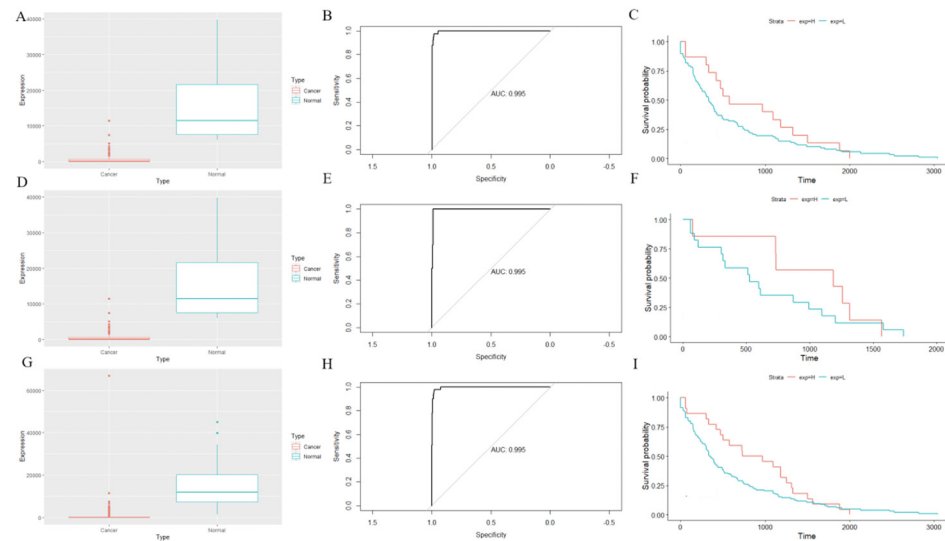 A
40000
30000
20000
10000
0
Expression
Cancer
Normal
Type
Type
Cancer
Normal
B
Sensitivity
1.0
0.8
0.6
0.4
0.2
0.0
AUC: 0.995
1.5
1.0
0.5
0.0
-0.5
Specificity
C
Strata exp=H exp=L
Survival probability
1.00
0.75
0.50
0.25
0.00
0
1000
2000
3000
Time
D
40000
30000
20000
10000
0
Expression
Cancer
Normal
Type
Type
Cancer
Normal
E
Sensitivity
1.0
0.8
0.6
0.4
0.2
0.0
AUC: 0.995
1.5
1.0
0.5
0.0
-0.5
Specificity
F
Strata exp=H exp=L
Survival probability
1.00
0.75
0.50
0.25
0.00
0
500
1000
1500
2000
Time
G
60000
40000
20000
0
Expression
Cancer
Normal
Type
Type
Cancer
Normal
H
Sensitivity
1.0
0.8
0.6
0.4
0.2
0.0
AUC: 0.995
1.5
1.0
0.5
0.0
-0.5
Specificity
I
Strata exp=H exp=L
Survival probability
1.00
0.75
0.50
0.25
0.00
0
1000
2000
3000
Time